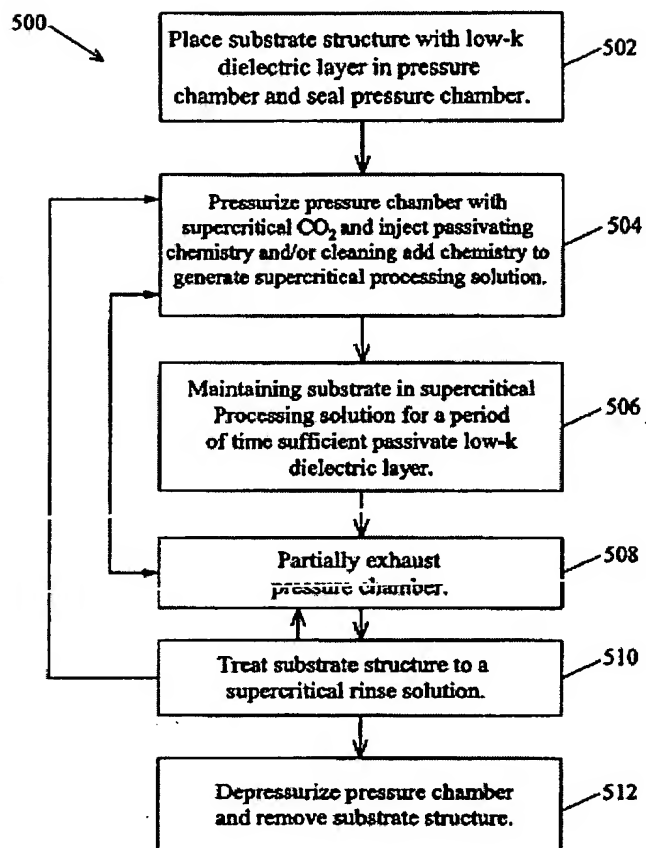 500
Place substrate structure with low-k
dielectric layer in pressure
chamber and seal pressure chamber.
502
Pressurize pressure chamber with
supercritical CO₂ and inject passivating
chemistry and/or cleaning add chemistry to
generate supercritical processing solution.
504
Maintaining substrate in supercritical
Processing solution for a period
of time sufficient passivate low-k
dielectric layer.
506
Partially exhaust
pressure chamber.
508
Treat substrate structure to a
supercritical rinse solution.
510
Depressurize pressure chamber
and remove substrate structure.
512